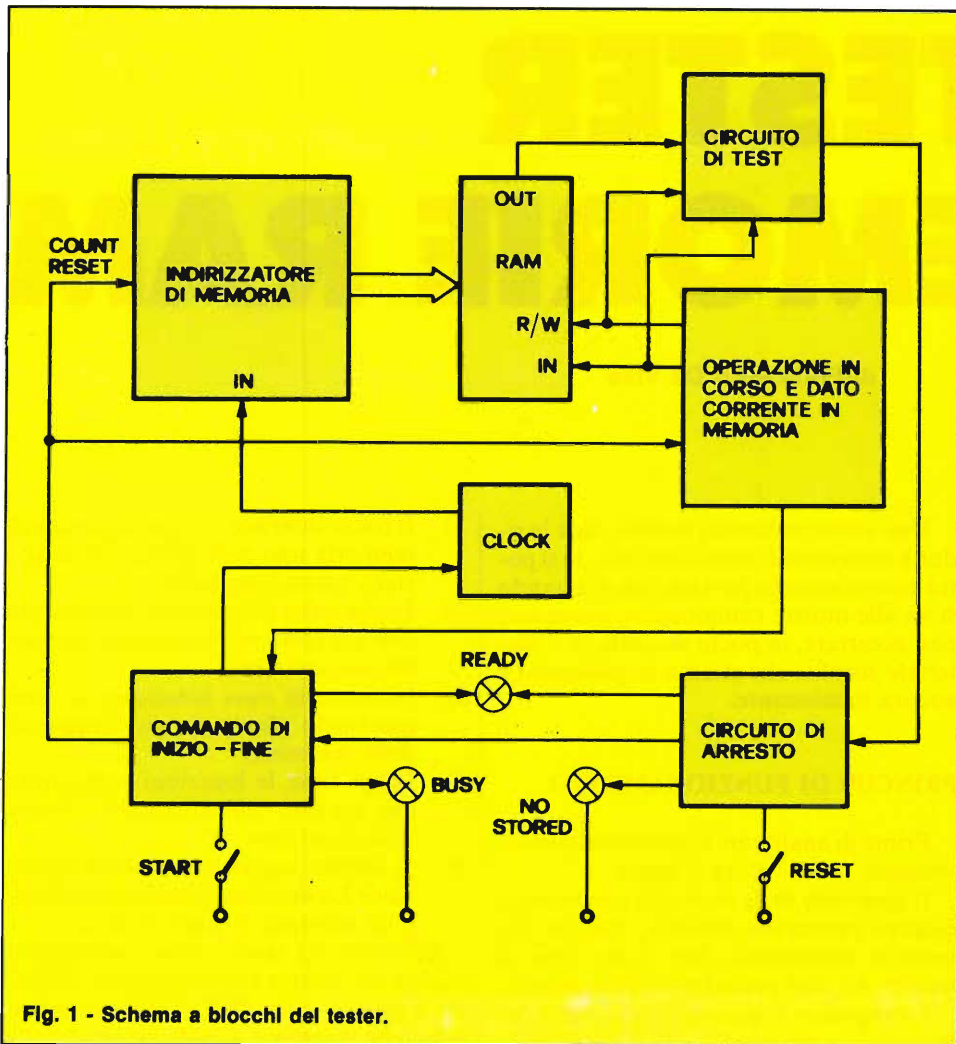 CIRCUITO
DI TEST
OUT
RAM
R/W
IN
COUNT
RESET
INDIRIZZATORE
DI MEMORIA
IN
OPERAZIONE IN
CORSO E DATO
CORRENTE IN
MEMORIA
CLOCK
READY
COMANDO DI
INIZIO - FINE
BUSY
NO
STORED
CIRCUITO DI
ARRESTO
START
RESET
Fig. 1 - Schema a blocchi del tester.